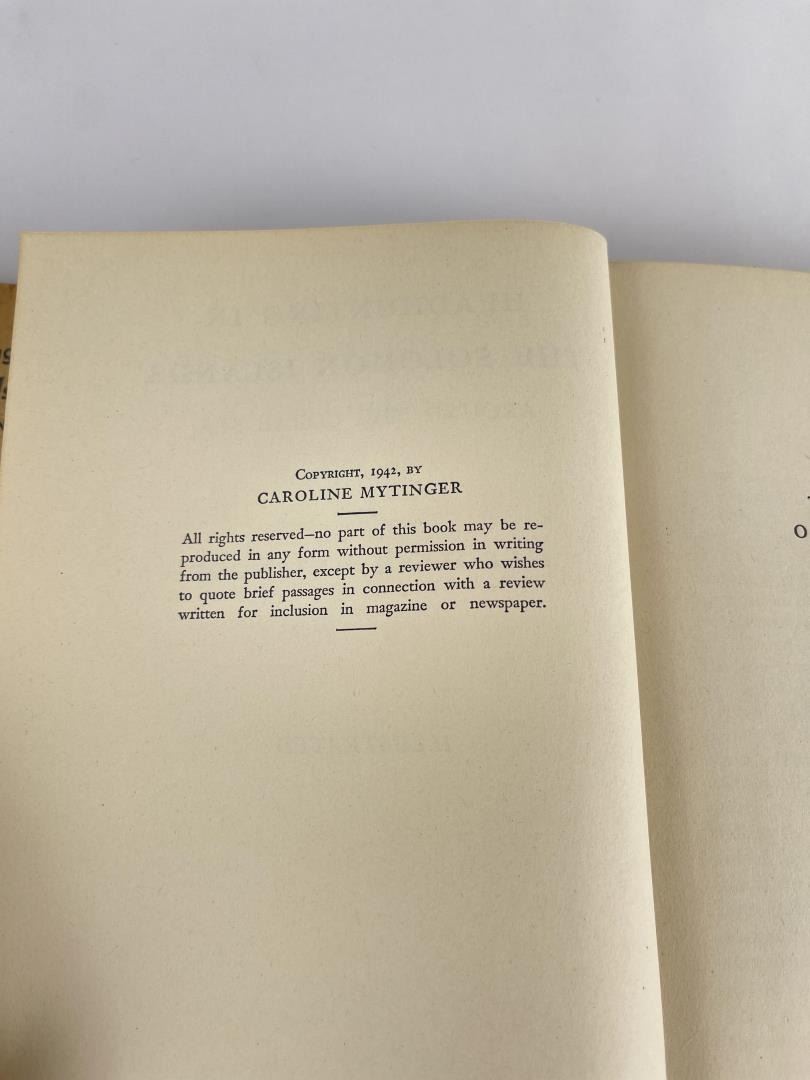 COPYRIGHT, 1942, BY
CAROLINE MYTINGER
All rights reserved—no part of this book may be re-
produced in any form without permission in writing
from the publisher, except by a reviewer who wishes
to quote brief passages in connection with a review
written for inclusion in magazine or newspaper.
O